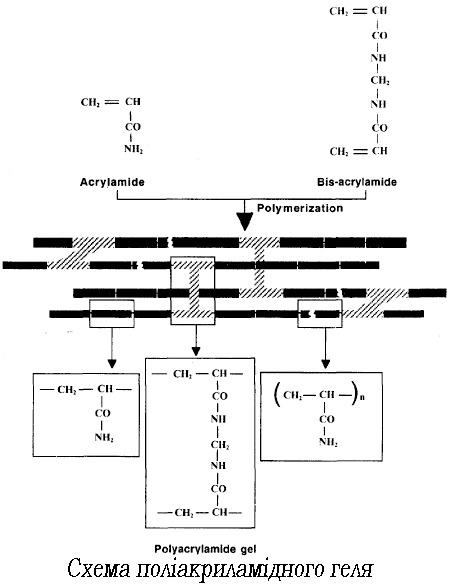 CH₂ = CH
CO
NH
CH₂
NH
CO
CH₂ = CH
CH₂ = CH
CO
NH₂
Acrylamide
Bis-acrylamide
Polymerization
— CH₂ — CH —
CO
NH₂
— CH₂ — CH —
CO
NH
CH₂
NH
CO
— CH₂ — CH —
(CH₂ — CH —)n
CO
NH₂
Polyacrylamide gel
Схема поліакриламідного геля